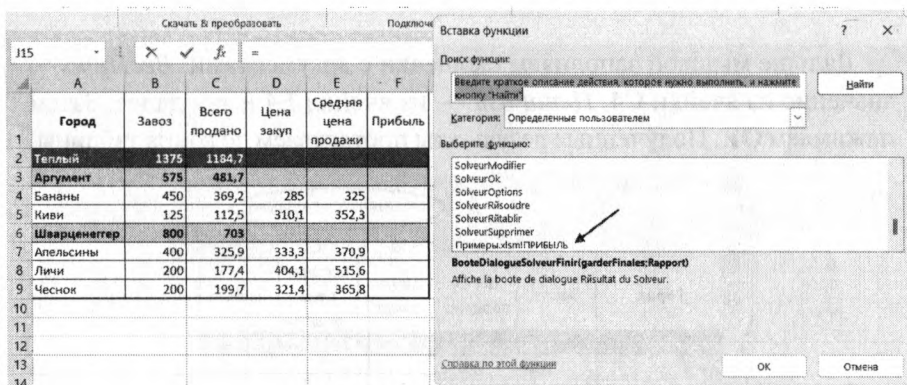 Скачать & преобразовать
Подключе
J15 fx =
A B C D E F
1 Город Завоз Всего продано Цена закуп Средняя цена продажи Прибыль
2 Теплый 1375 1184,7
3 Аргумент 575 481,7
4 Бананы 450 369,2 285 325
5 Киви 125 112,5 310,1 352,3
6 Шварценеггер 800 703
7 Апельсины 400 325,9 333,3 370,9
8 Личи 200 177,4 404,1 515,6
9 Чеснок 200 199,7 321,4 365,8
10
11
12
13
14
Вставка функции ? ×
Поиск функции:
Введите краткое описание действия, которое нужно выполнить, и нажмите
кнопку "Найти"
Найти
Категория: Определенные пользователем
Выберите функцию:
SolveurModifier
SolveurOk
SolveurOptions
SolveurRйsoudre
SolveurRйtablir
SolveurSupprimer
Примеры.xlsm!ПРИБЫЛЬ
BooteDialogueSolveurFinir(garderFinales;Rapport)
Affiche la boote de dialogue Rйsultat du Solveur.
Справка по этой функции
ОК
Отмена